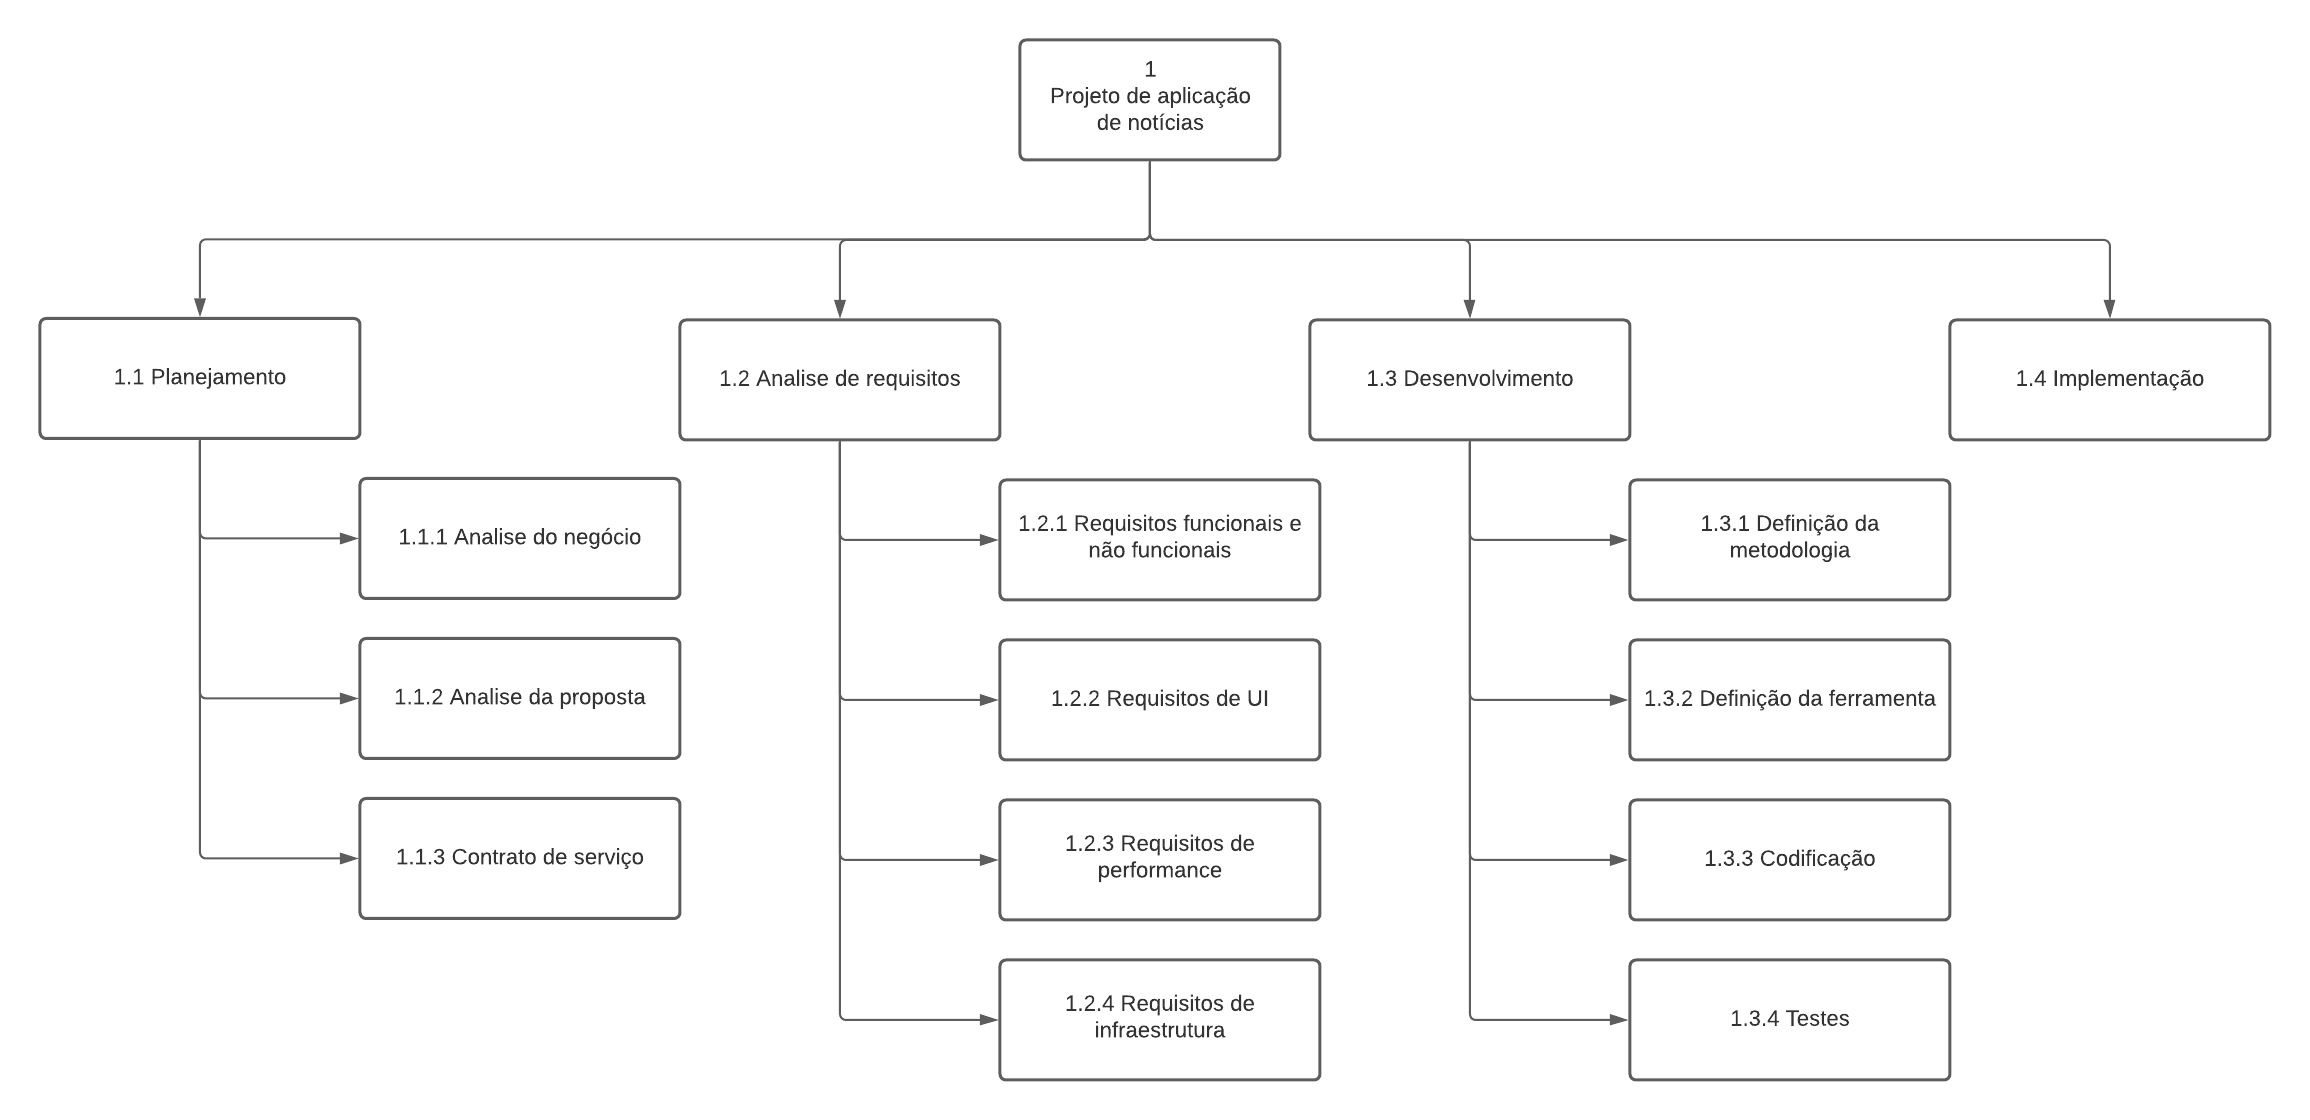 1
Projeto de aplicação
de notícias
1.1 Planejamento
1.2 Analise de requisitos
1.3 Desenvolvimento
1.4 Implementação
1.1.1 Analise do negócio
1.1.2 Analise da proposta
1.1.3 Contrato de serviço
1.2.1 Requisitos funcionais e
não funcionais
1.2.2 Requisitos de UI
1.2.3 Requisitos de
performance
1.2.4 Requisitos de
infraestrutura
1.3.1 Definição da
metodologia
1.3.2 Definição da ferramenta
1.3.3 Codificação
1.3.4 Testes